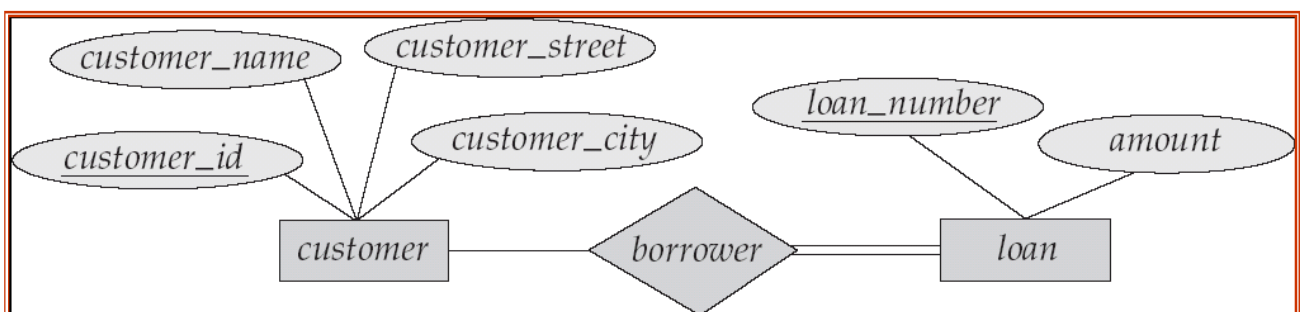 customer_name
customer_street
customer_id
customer_city
loan_number
amount
customer
borrower
loan